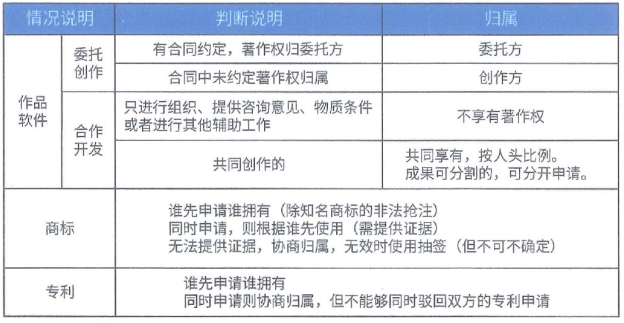 情况说明 判断说明 归属
作品
软件
委托
创作
有合同约定，著作权归委托方 委托方
合同中未约定著作权归属 创作方
合作
开发
只进行组织、提供咨询意见、物质条件
或者进行其他辅助工作
不享有著作权
共同创作的
共同享有，按人头比例。
成果可分割的，可分开申请。
商标
谁先申请谁拥有（除知名商标的非法抢注）
同时申请，则根据谁先使用（需提供证据）
无法提供证据，协商归属，无效时使用抽签（但不可不确定）
专利
谁先申请谁拥有
同时申请则协商归属，但不能够同时驳回双方的专利申请